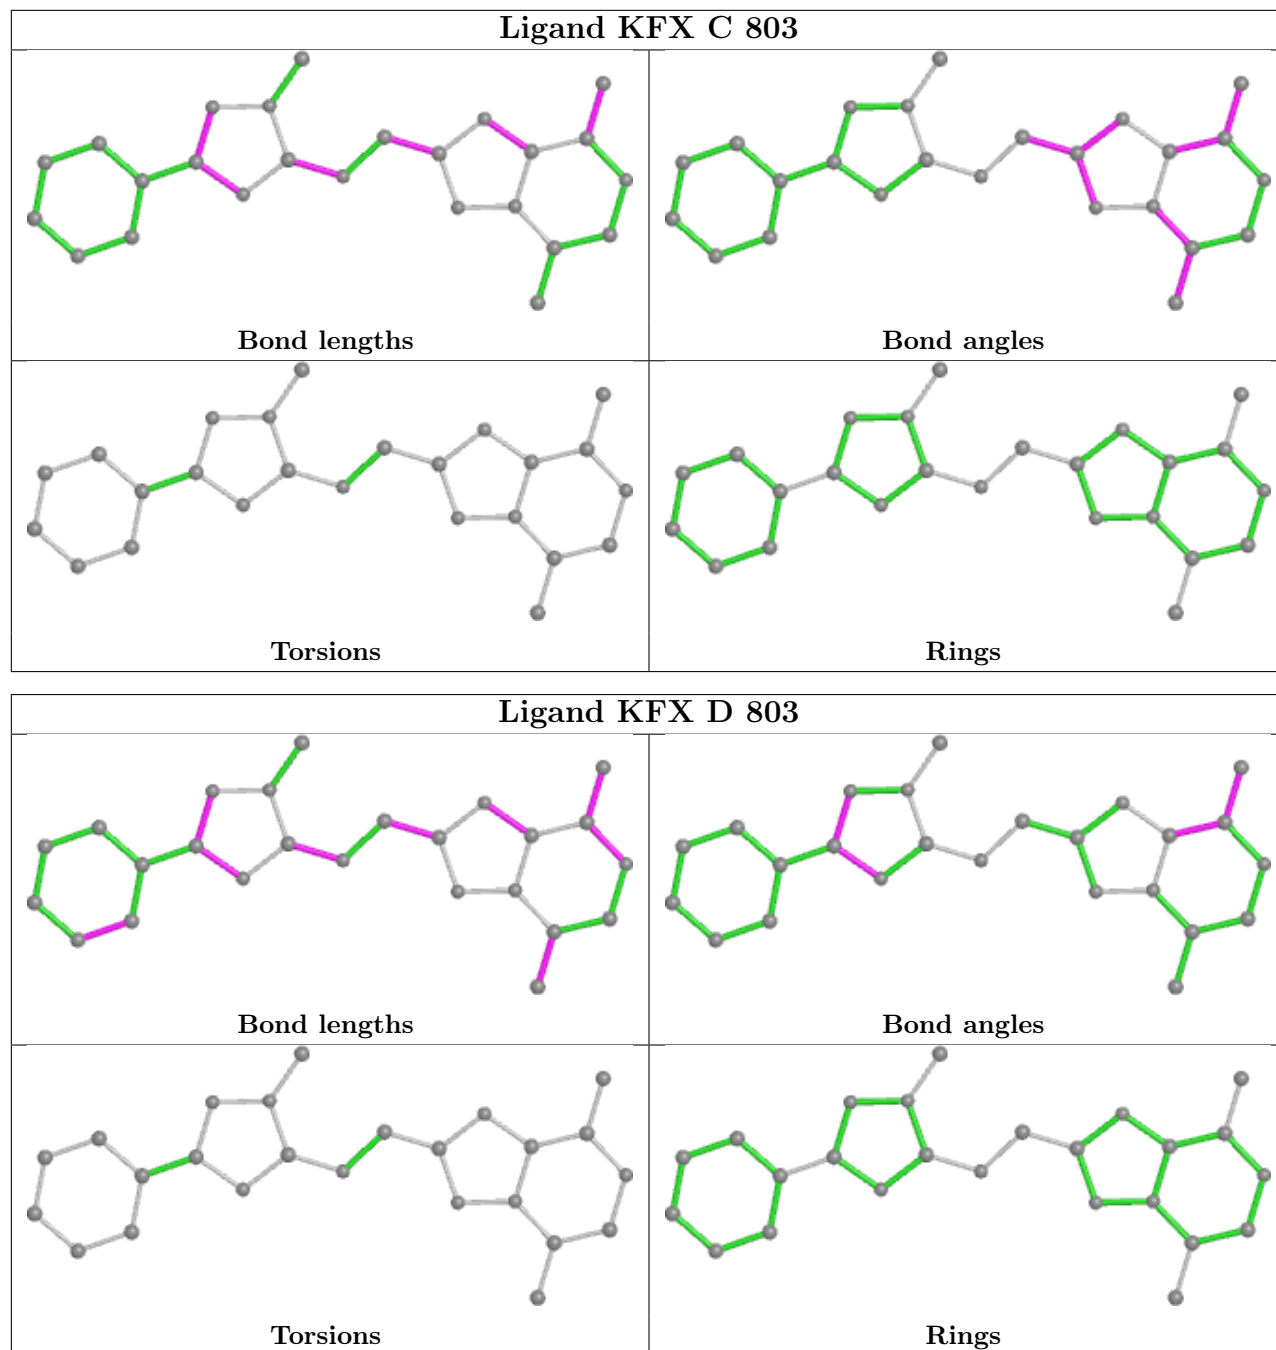 Ligand KFX C 803
Bond lengths
Bond angles
Torsions
Rings
Ligand KFX D 803
Bond lengths
Bond angles
Torsions
Rings